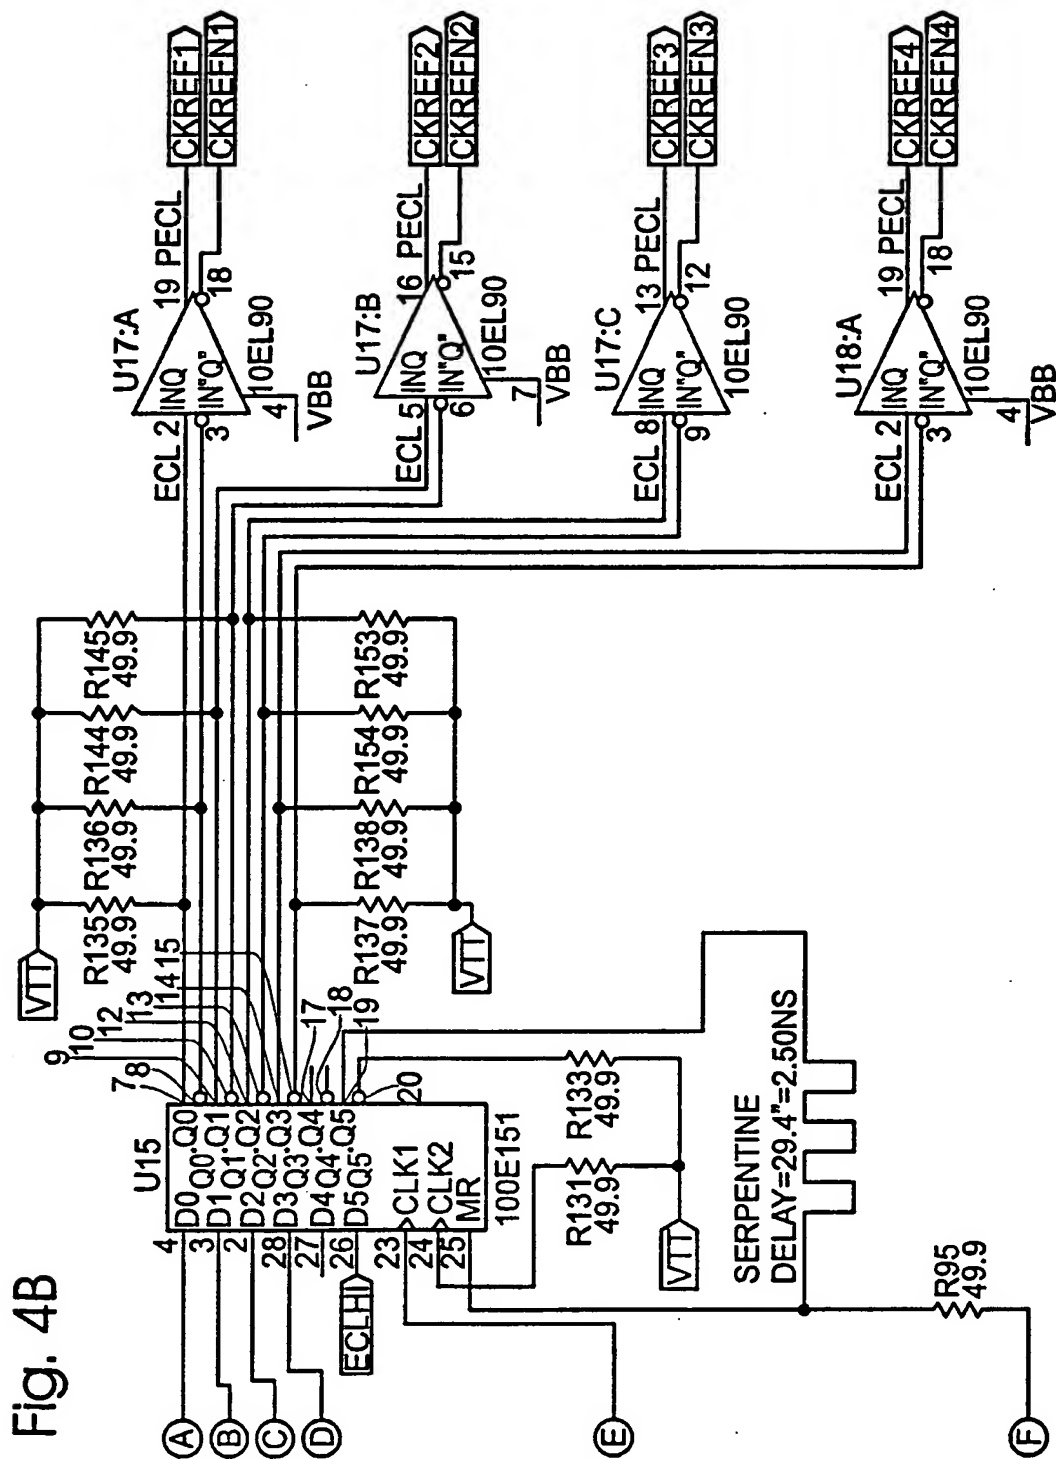 Fig. 4B
A
B
C
D
E
F
ECLHI
4
3
2
28
27
26
23
24
25
U15
D0
D1
D2
D3
D4
D5
CLK1
CLK2
MR
Q0
Q0
Q1
Q1
Q2
Q2
Q3
Q3
Q4
Q4
Q5
Q5
100E151
7
8
9
10
12
13
14
15
17
18
19
20
VTT
R135
49.9
R136
49.9
R144
49.9
R145
49.9
R137
49.9
R138
49.9
R154
49.9
R153
49.9
VTT
R131
49.9
R133
49.9
VTT
SERPENTINE
DELAY=29.4"=2.50NS
R95
49.9
U17:A
ECL 2
3
INQ
IN"Q"
10EL90
4
VBB
19 PECL
18
CKREF1
CKREFN1
U17:B
ECL 5
6
INQ
IN"Q"
10EL90
7
VBB
16 PECL
15
CKREF2
CKREFN2
U17:C
ECL 8
9
INQ
IN"Q"
10EL90
13 PECL
12
CKREF3
CKREFN3
U18:A
ECL 2
3
INQ
IN"Q"
10EL90
4
VBB
19 PECL
18
CKREF4
CKREFN4